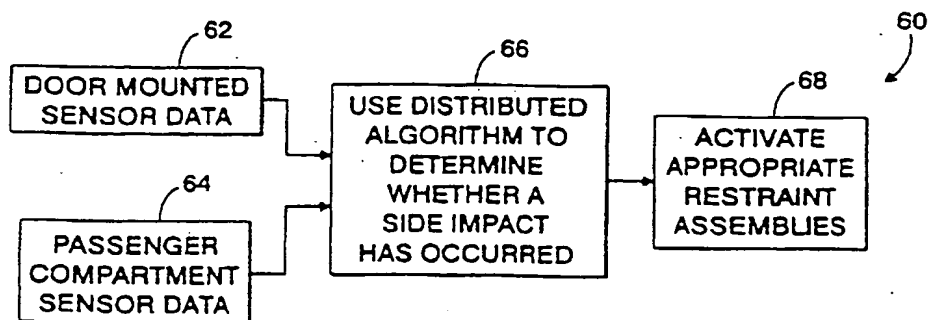 62
DOOR MOUNTED
SENSOR DATA
64
PASSENGER
COMPARTMENT
SENSOR DATA
66
USE DISTRIBUTED
ALGORITHM TO
DETERMINE
WHETHER A
SIDE IMPACT
HAS OCCURRED
68
ACTIVATE
APPROPRIATE
RESTRAINT
ASSEMBLIES
60